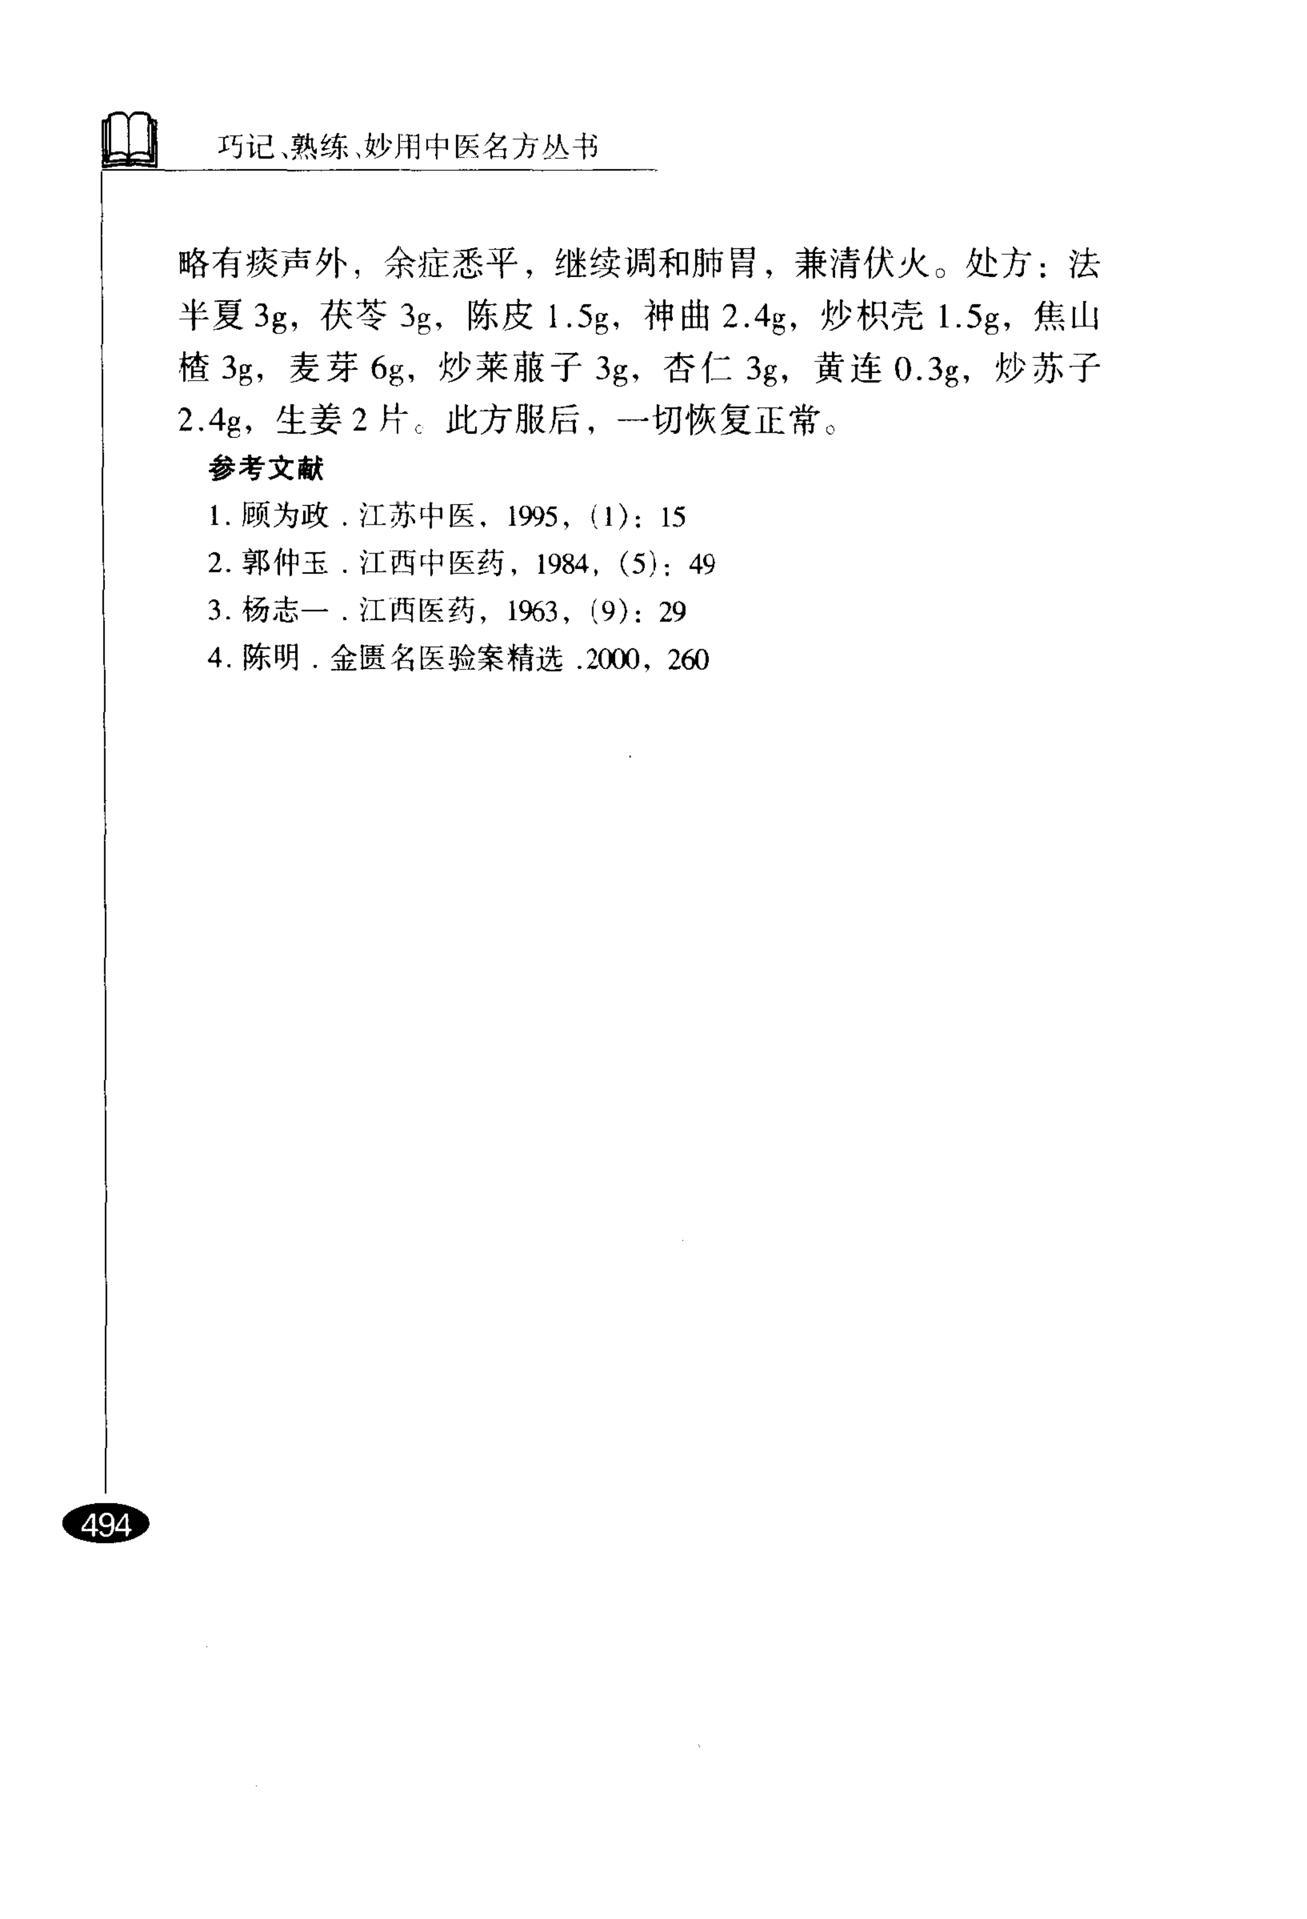 巧记、熟练、妙用中医名方丛书
略有痰声外，余症悉平，继续调和肺胃，兼清伏火。处方：法
半夏 3g，茯苓 3g，陈皮 1.5g，神曲 2.4g，炒枳壳 1.5g，焦山
楂 3g，麦芽 6g，炒莱菔子 3g，杏仁 3g，黄连 0.3g，炒苏子
2.4g，生姜 2 片。此方服后，一切恢复正常。
参考文献
1. 顾为政．江苏中医，1995，（1）：15
2. 郭仲玉．江西中医药，1984，（5）：49
3. 杨志一．江西医药，1963，（9）：29
4. 陈明．金匮名医验案精选．2000，260
494